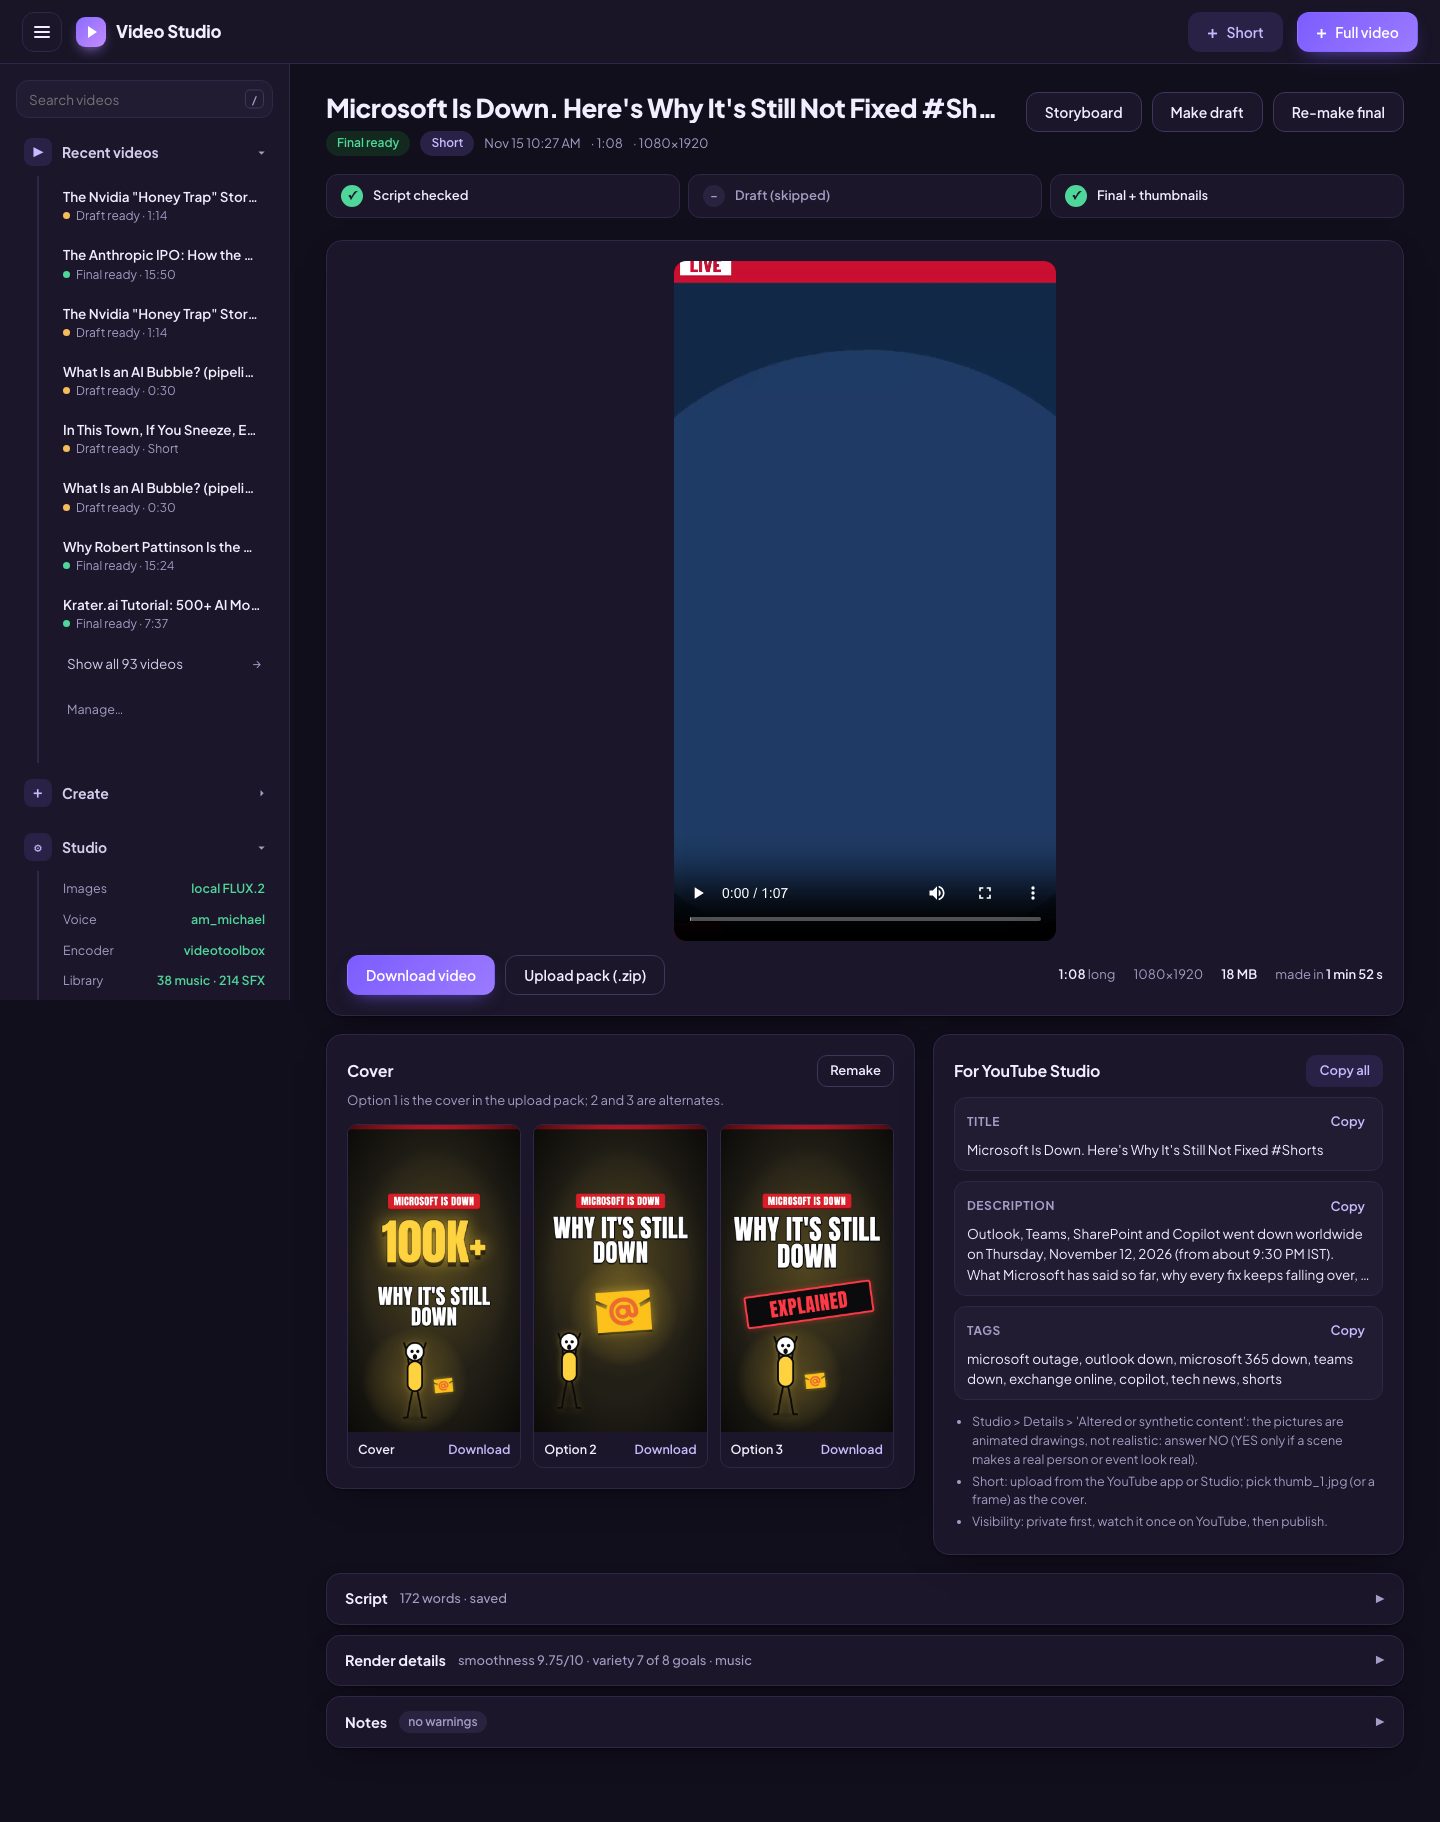 Video Studio
+ Short
+ Full video
Search videos
/
Recent videos
The Nvidia "Honey Trap" Stor…
Draft ready · 1:14
The Anthropic IPO: How the …
Final ready · 15:50
The Nvidia "Honey Trap" Stor…
Draft ready · 1:14
What Is an AI Bubble? (pipeli…
Draft ready · 0:30
In This Town, If You Sneeze, E…
Draft ready · Short
What Is an AI Bubble? (pipeli…
Draft ready · 0:30
Why Robert Pattinson Is the …
Final ready · 15:24
Krater.ai Tutorial: 500+ AI Mo…
Final ready · 7:37
Show all 93 videos →
Manage…
+ Create
Studio
Images local FLUX.2
Voice am_michael
Encoder videotoolbox
Library 38 music · 214 SFX
Microsoft Is Down. Here's Why It's Still Not Fixed #Sh…
Storyboard
Make draft
Re-make final
Final ready
Short
Nov 15 10:27 AM · 1:08 · 1080×1920
✓ Script checked
– Draft (skipped)
✓ Final + thumbnails
LIVE
0:00 / 1:07
Download video
Upload pack (.zip)
1:08 long 1080×1920 18 MB made in 1 min 52 s
Cover
Remake
Option 1 is the cover in the upload pack; 2 and 3 are alternates.
MICROSOFT IS DOWN
100K+
WHY IT'S STILL
DOWN
@
Cover Download
MICROSOFT IS DOWN
WHY IT'S STILL
DOWN
@
Option 2 Download
MICROSOFT IS DOWN
WHY IT'S STILL
DOWN
EXPLAINED
@
Option 3 Download
For YouTube Studio
Copy all
TITLE Copy
Microsoft Is Down. Here's Why It's Still Not Fixed #Shorts
DESCRIPTION Copy
Outlook, Teams, SharePoint and Copilot went down worldwide
on Thursday, November 12, 2026 (from about 9:30 PM IST).
What Microsoft has said so far, why every fix keeps falling over, …
TAGS Copy
microsoft outage, outlook down, microsoft 365 down, teams
down, exchange online, copilot, tech news, shorts
• Studio > Details > 'Altered or synthetic content': the pictures are
animated drawings, not realistic: answer NO (YES only if a scene
makes a real person or event look real).
• Short: upload from the YouTube app or Studio; pick thumb_1.jpg (or a
frame) as the cover.
• Visibility: private first, watch it once on YouTube, then publish.
Script 172 words · saved
Render details smoothness 9.75/10 · variety 7 of 8 goals · music
Notes no warnings